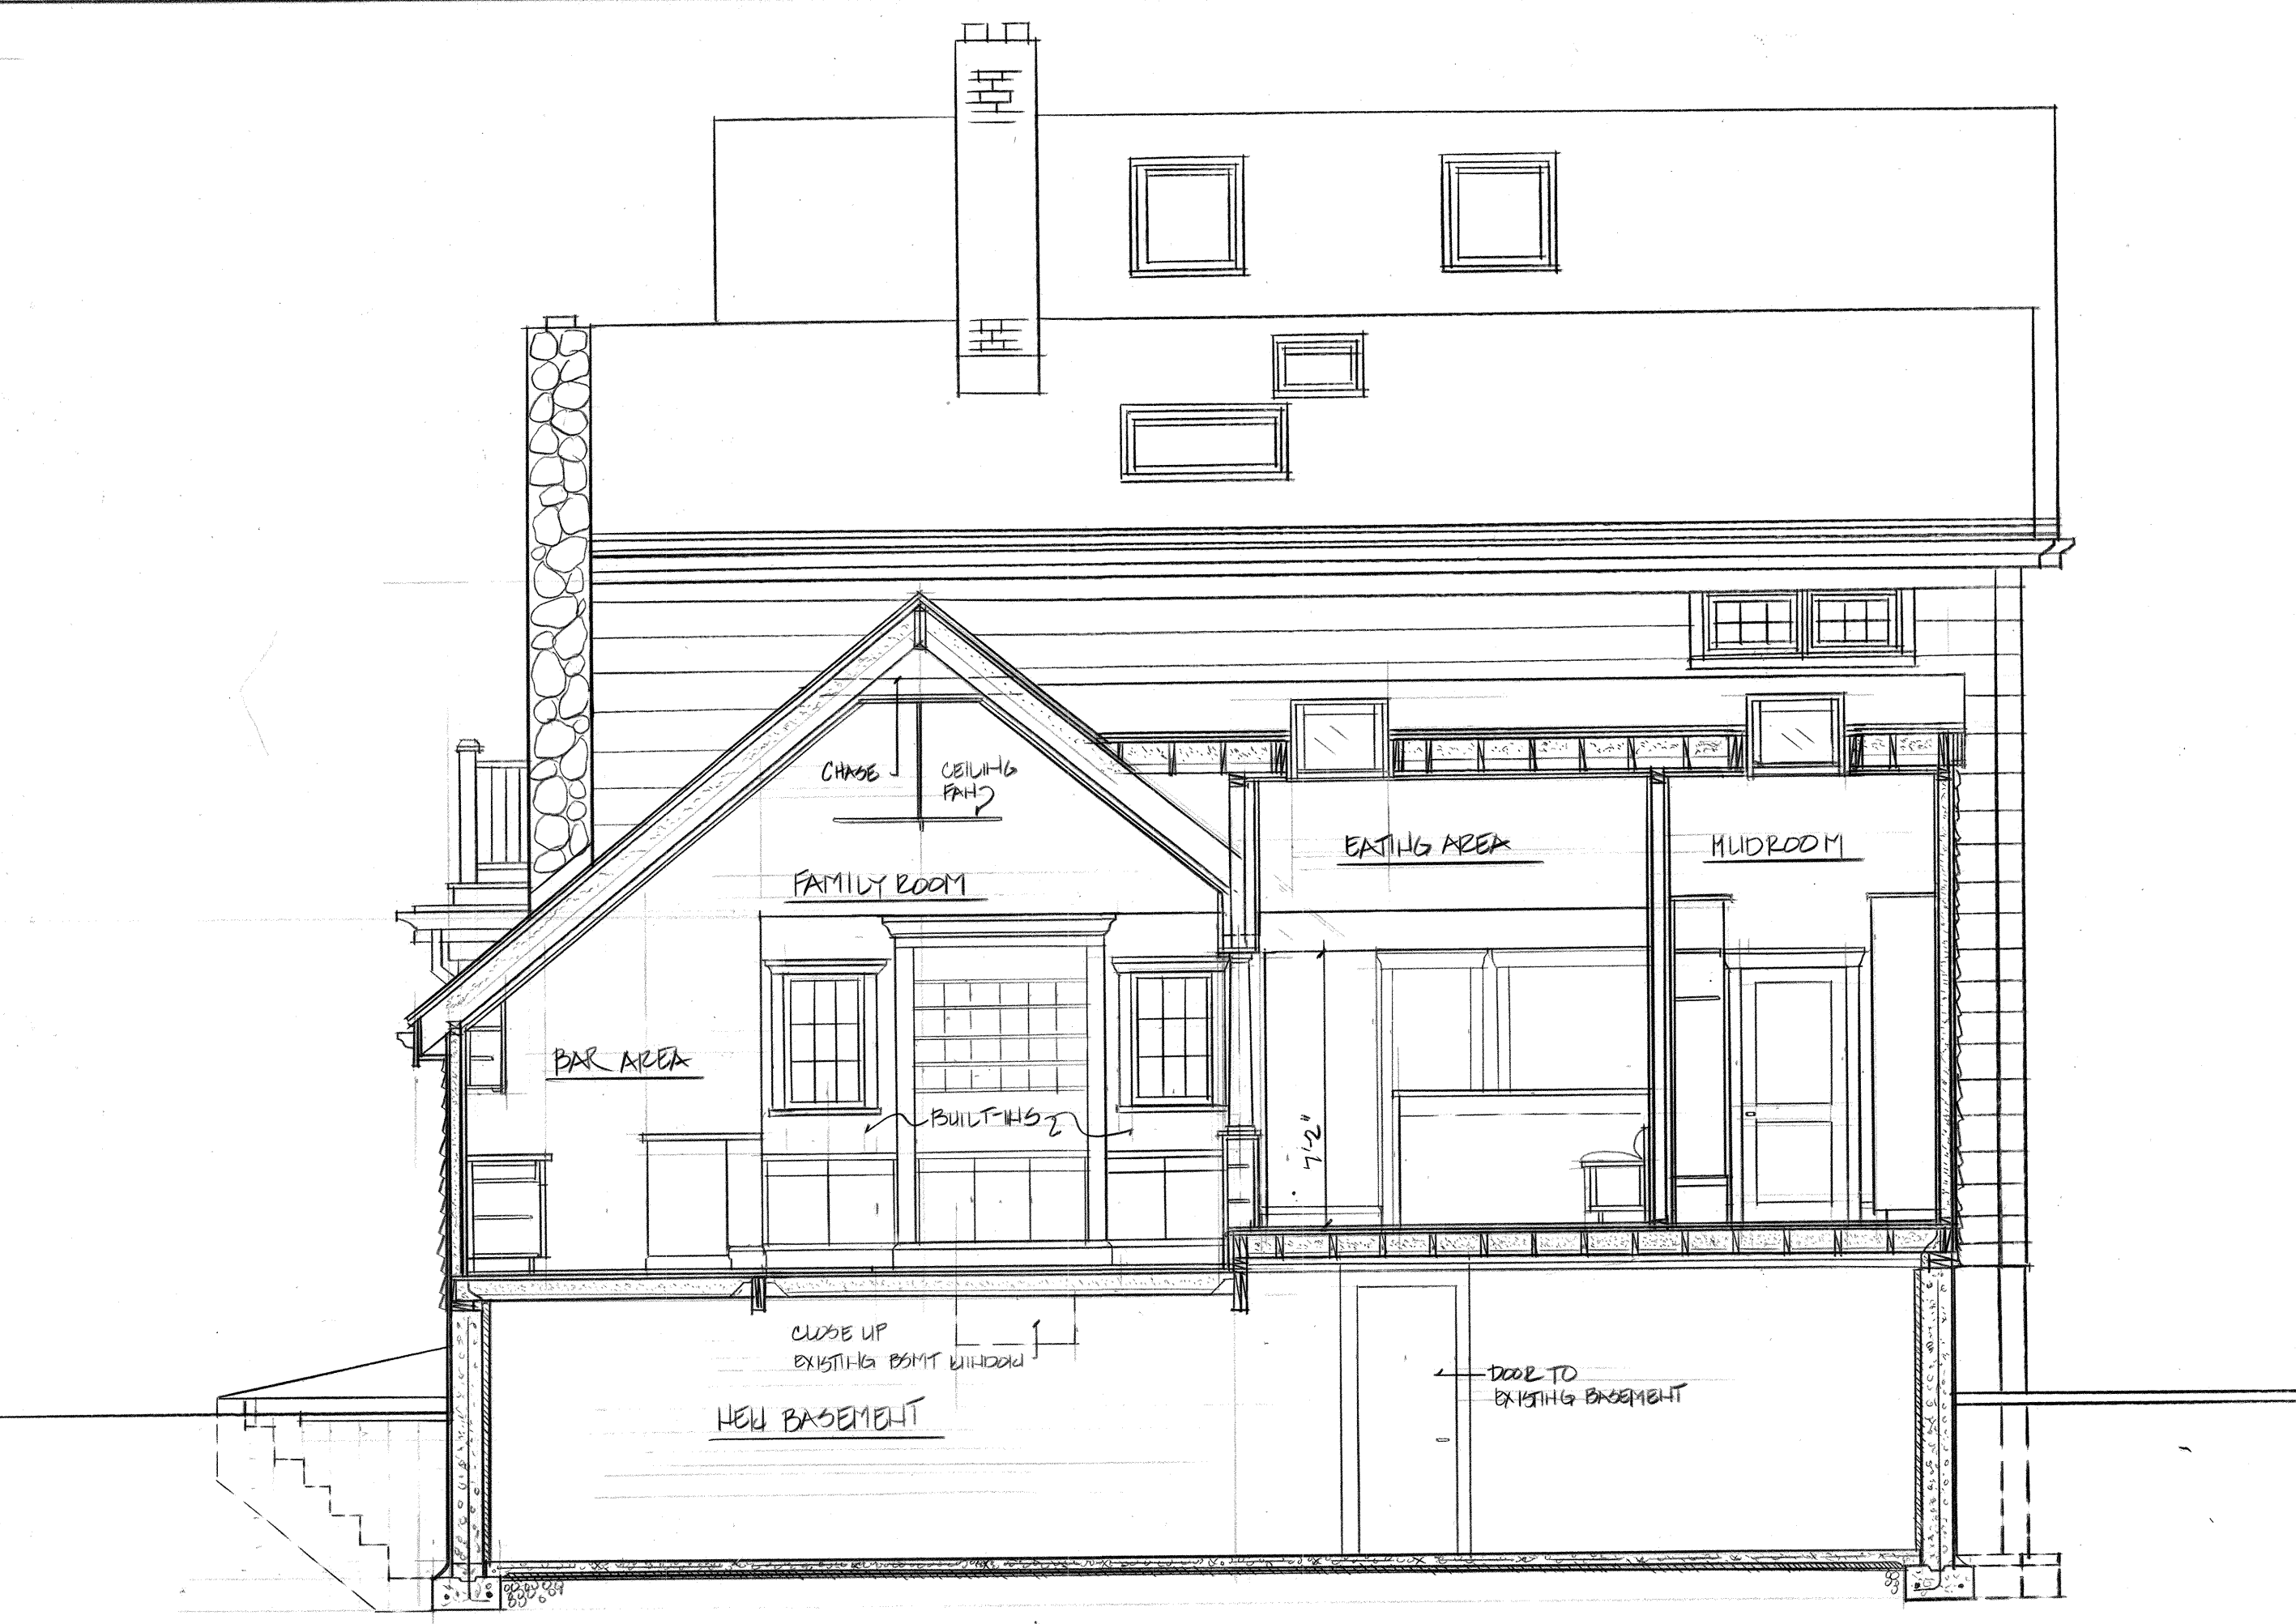 CHASE
CEILING
FAN
EATING AREA
MUDROOM
FAMILY ROOM
BAR AREA
BUILT-INS
7'-2"
CLOSE UP
EXISTING BSMT WINDOW
DOOR TO
EXISTING BASEMENT
NEW BASEMENT